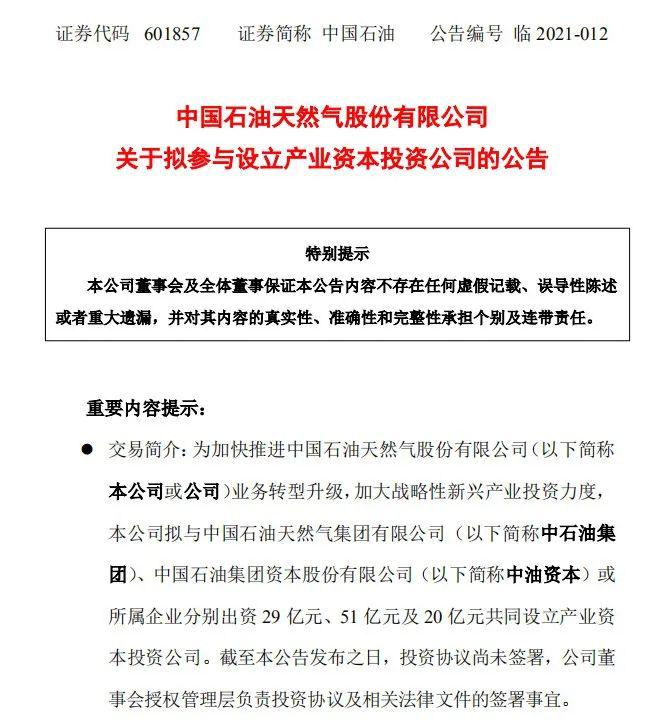 证券代码 601857 证券简称 中国石油 公告编号 临 2021-012
中国石油天然气股份有限公司
关于拟参与设立产业资本投资公司的公告
特别提示
本公司董事会及全体董事保证本公告内容不存在任何虚假记载、误导性陈述
或者重大遗漏，并对其内容的真实性、准确性和完整性承担个别及连带责任。
重要内容提示：
● 交易简介：为加快推进中国石油天然气股份有限公司（以下简称
本公司或公司）业务转型升级，加大战略性新兴产业投资力度，
本公司拟与中国石油天然气集团有限公司（以下简称中石油集
团）、中国石油集团资本股份有限公司（以下简称中油资本）或
所属企业分别出资 29 亿元、51 亿元及 20 亿元共同设立产业资
本投资公司。截至本公告发布之日，投资协议尚未签署，公司董
事会授权管理层负责投资协议及相关法律文件的签署事宜。